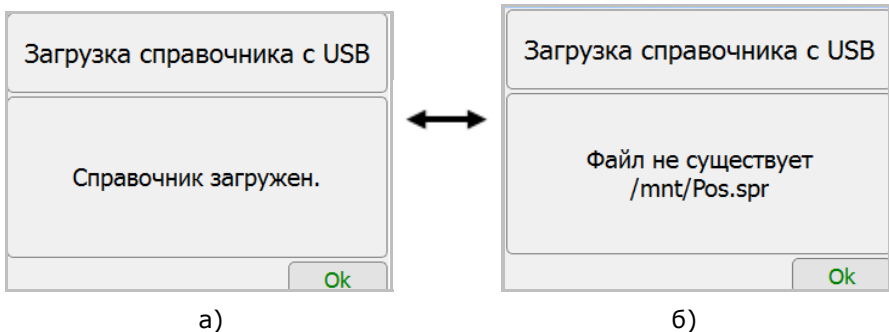 Загрузка справочника с USB
Справочник загружен.
Ok
а)
Загрузка справочника с USB
Файл не существует
/mnt/Pos.spr
Ok
б)